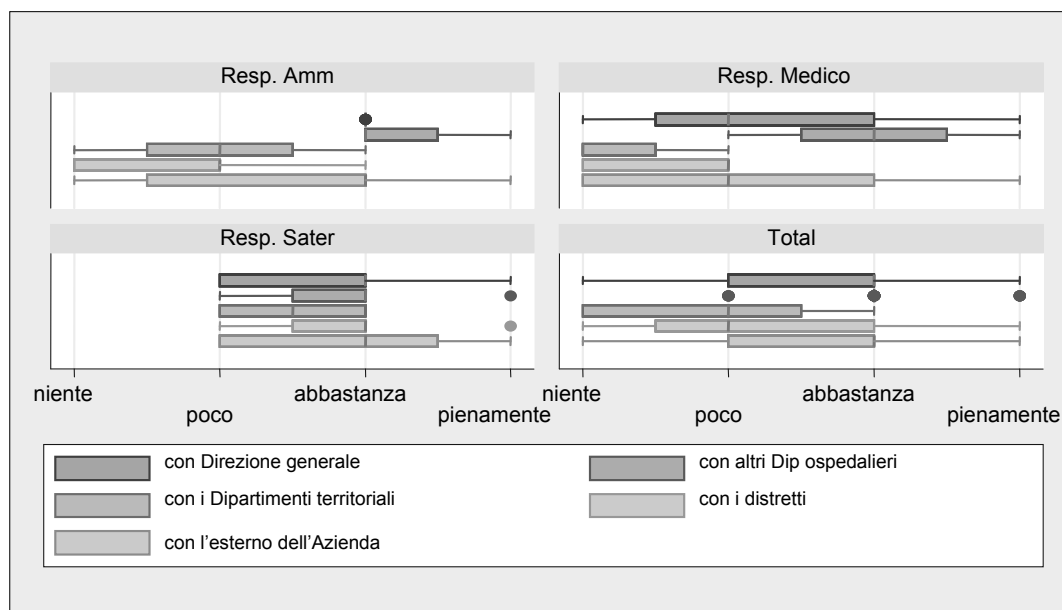 Resp. Amm
Resp. Medico
Resp. Sater
Total
niente
poco
abbastanza
pienamente
niente
poco
abbastanza
pienamente
con Direzione generale
con altri Dip ospedalieri
con i Dipartimenti territoriali
con i distretti
con l'esterno dell'Azienda